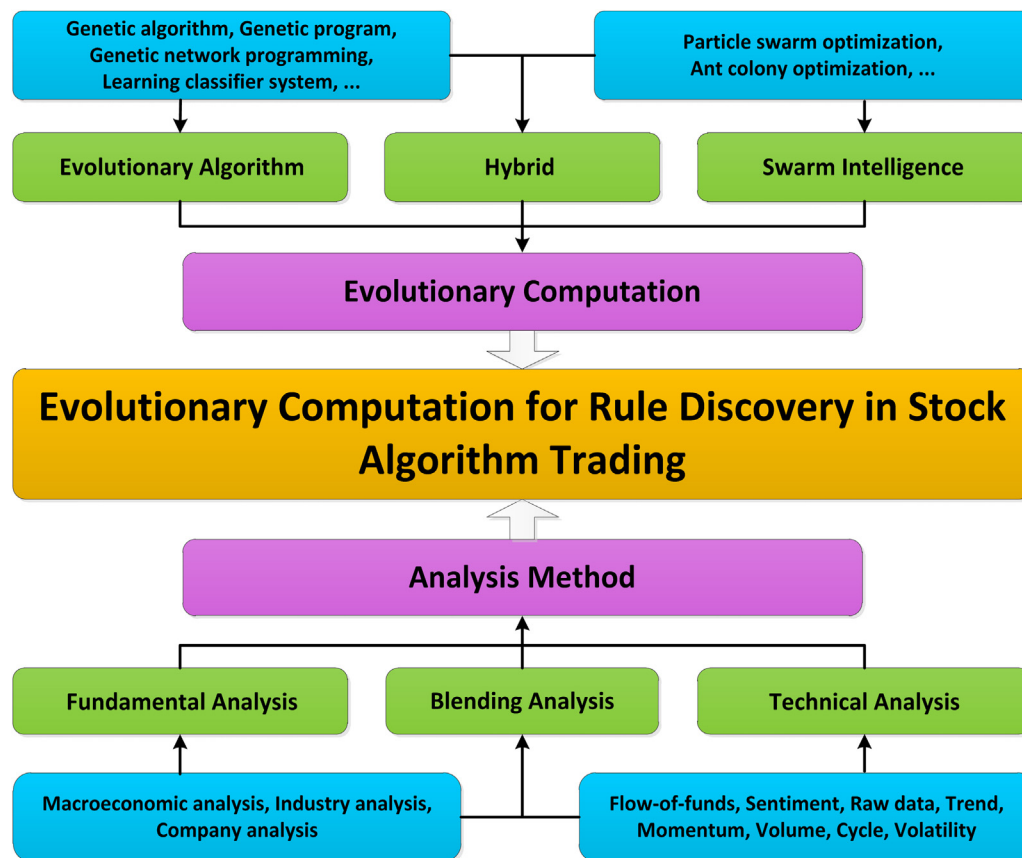 Genetic algorithm, Genetic program,
Genetic network programming,
Learning classifier system, ...
Particle swarm optimization,
Ant colony optimization, ...
Evolutionary Algorithm
Hybrid
Swarm Intelligence
Evolutionary Computation
Evolutionary Computation for Rule Discovery in Stock
Algorithm Trading
Analysis Method
Fundamental Analysis
Blending Analysis
Technical Analysis
Macroeconomic analysis, Industry analysis,
Company analysis
Flow-of-funds, Sentiment, Raw data, Trend,
Momentum, Volume, Cycle, Volatility